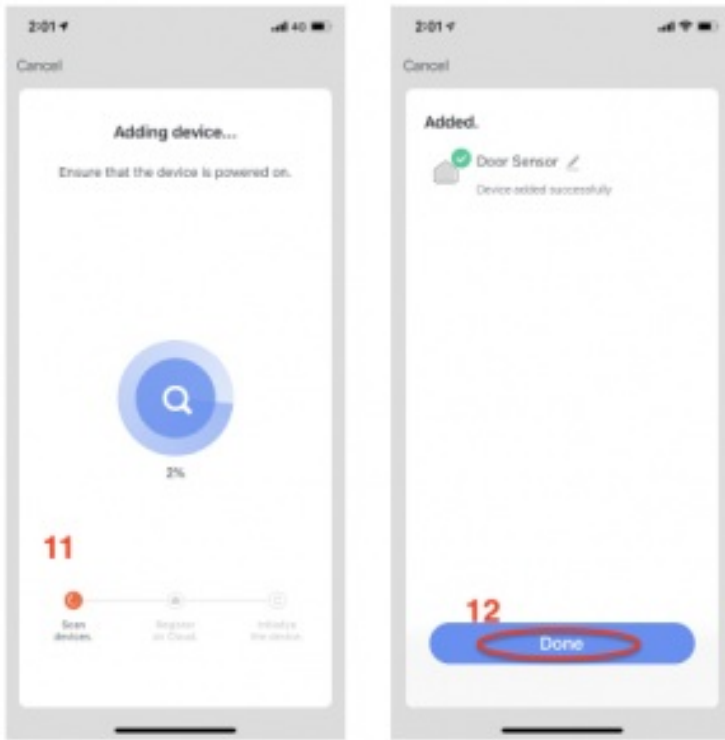 2:01
4G
Cancel
Adding device...
Ensure that the device is powered on.
2%
11
Scan
devices.
Register
on Cloud.
Initialize
the device.
2:01
Cancel
Added.
Door Sensor
Device added successfully
12
Done